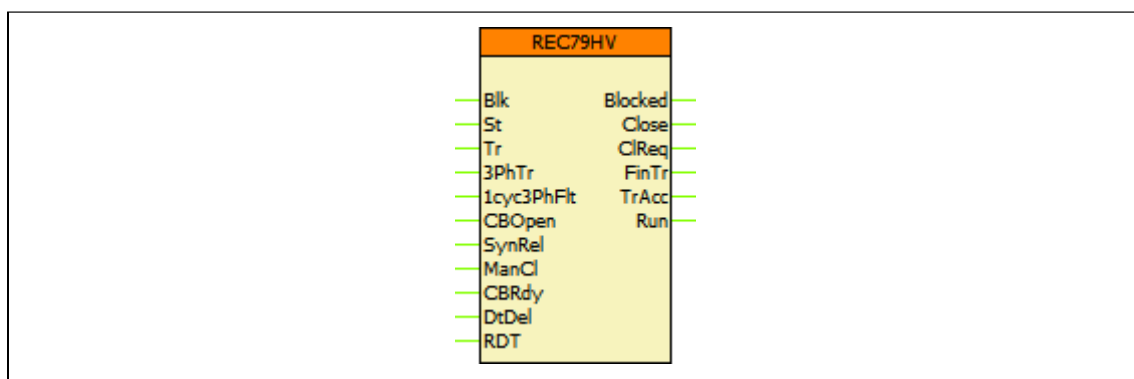 REC79HV
Blk Blocked
St Close
Tr ClReq
3PhTr FinTr
1cyc3PhFlt TrAcc
CBOpen Run
SynRel
ManCl
CBRdy
DtDel
RDT